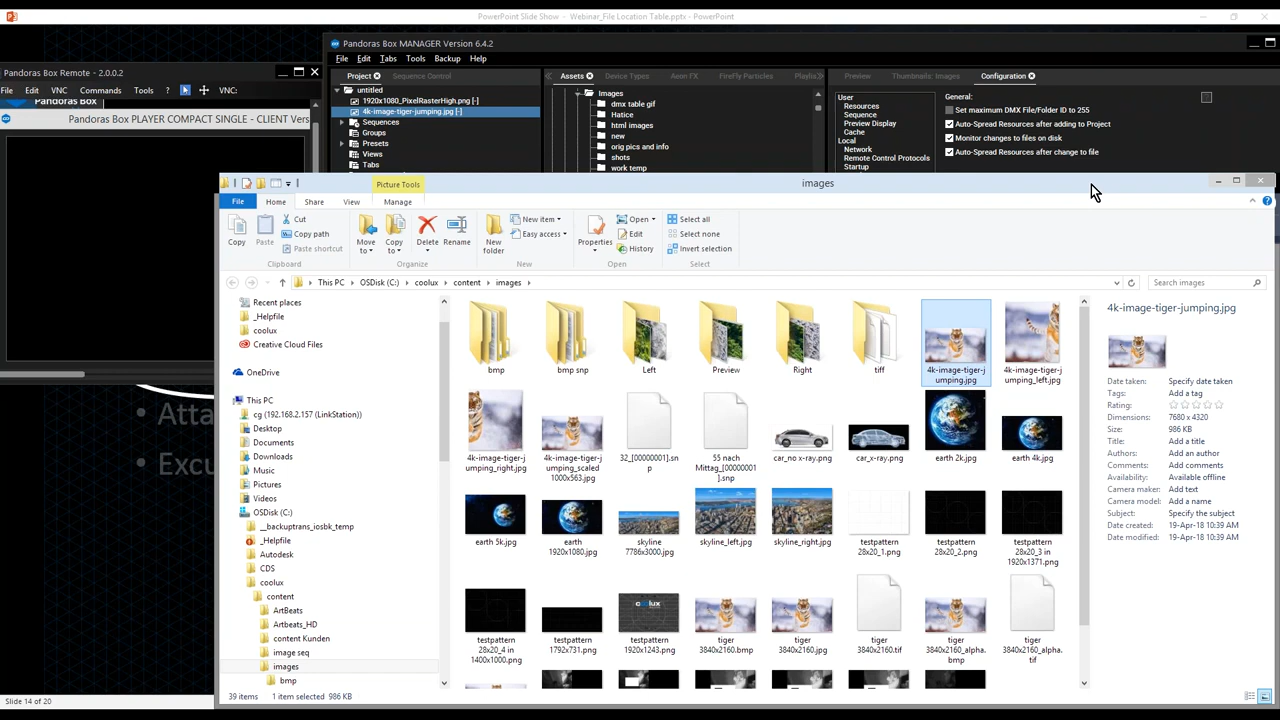 PowerPoint Slide Show - Webinar_File Location Table.pptx - PowerPoint
Pandoras Box MANAGER Version 6.4.2
File Edit Tabs Tools Backup Help
Project Sequence Control
Assets Device Types Aeon FX FireFly Particles Playlis
Preview Thumbnails: Images Configuration
untitled
1920x1080_PixelRasterHigh.png [-]
4k-image-tiger-jumping.jpg [-]
Sequences
Groups
Presets
Views
Tabs
Images
dmx table gif
Hatice
html images
new
orig pics and info
shots
work temp
User
Resources
Sequence
Preview Display
Cache
Local
Network
Remote Control Protocols
Startup
General:
Set maximum DMX File/Folder ID to 255
Auto-Spread Resources after adding to Project
Monitor changes to files on disk
Auto-Spread Resources after change to file
Pandoras Box Remote - 2.0.0.2
File Edit VNC Commands Tools ? VNC:
Pandoras Box
Pandoras Box PLAYER COMPACT SINGLE - CLIENT Vers
Atta
Excu
Slide 14 of 20
Picture Tools
images
File Home Share View Manage
Copy
Paste
Cut
Copy path
Paste shortcut
Clipboard
Move to
Copy to
Delete
Rename
Organize
New folder
New item
Easy access
New
Properties
Open
Edit
History
Open
Select all
Select none
Invert selection
Select
This PC OSDisk (C:) coolux content images
Search images
Recent places
_Helpfile
coolux
Creative Cloud Files
OneDrive
This PC
cg (192.168.2.157 (LinkStation))
Desktop
Documents
Downloads
Music
Pictures
Videos
OSDisk (C:)
__backuptrans_iosbk_temp
_Helpfile
Autodesk
CDS
coolux
content
ArtBeats
Artbeats_HD
content Kunden
image seq
images
bmp
bmp
bmp snp
Left
Preview
Right
tiff
4k-image-tiger-j
umping.jpg
4k-image-tiger-j
umping_left.jpg
4k-image-tiger-j
umping_right.jpg
4k-image-tiger-j
umping_scaled
1000x563.jpg
32_[00000001].sn
p
55 nach
Mittag_[00000001
].snp
car_no x-ray.png
car_x-ray.png
earth 2k.jpg
earth 4k.jpg
earth 5k.jpg
earth
1920x1080.jpg
skyline
7786x3000.jpg
skyline_left.jpg
skyline_right.jpg
testpattern
28x20_1.png
testpattern
28x20_2.png
testpattern
28x20_3 in
1920x1371.png
testpattern
28x20_4 in
1400x1000.png
testpattern
1792x731.png
coolux
testpattern
1920x1243.png
tiger
3840x2160.bmp
tiger
3840x2160.jpg
tiger
3840x2160.tif
tiger
3840x2160_alpha.
bmp
tiger
3840x2160_alpha.
tif
4k-image-tiger-jumping.jpg
Date taken: Specify date taken
Tags: Add a tag
Rating:
Dimensions: 7680 x 4320
Size: 986 KB
Title: Add a title
Authors: Add an author
Comments: Add comments
Availability: Available offline
Camera maker: Add text
Camera model: Add a name
Subject: Specify the subject
Date created: 19-Apr-18 10:39 AM
Date modified: 19-Apr-18 10:39 AM
39 items 1 item selected 986 KB